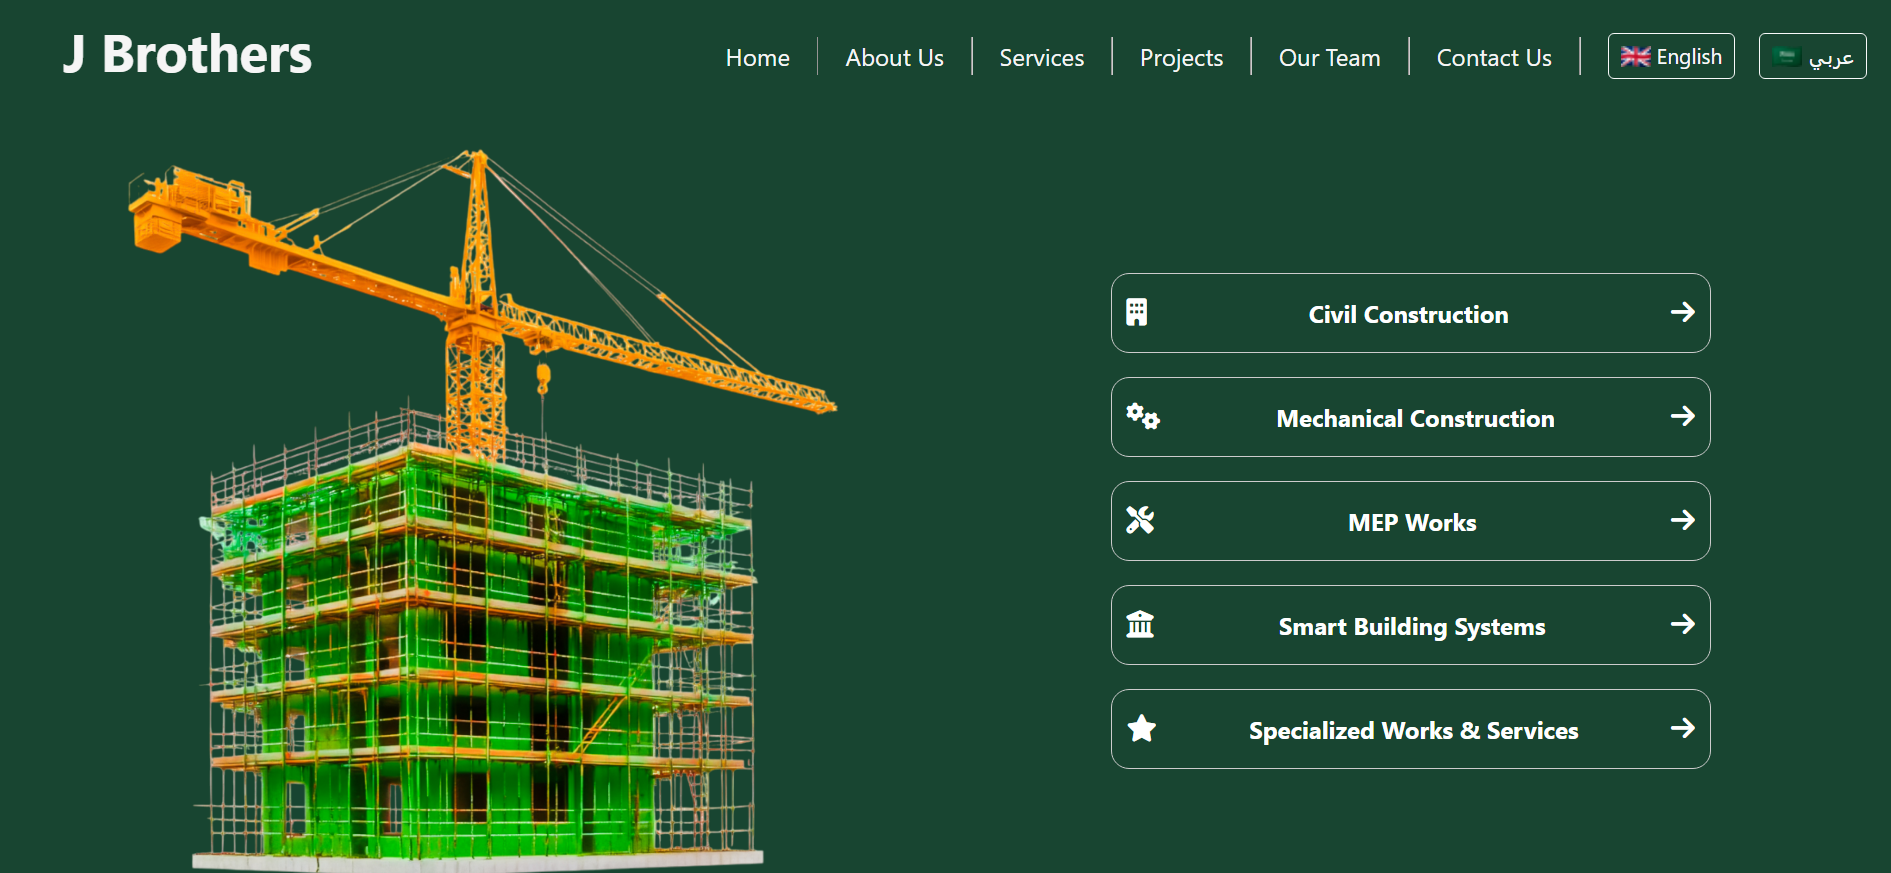 J Brothers
Home
About Us
Services
Projects
Our Team
Contact Us
English
عربي
Civil Construction
Mechanical Construction
MEP Works
Smart Building Systems
Specialized Works & Services